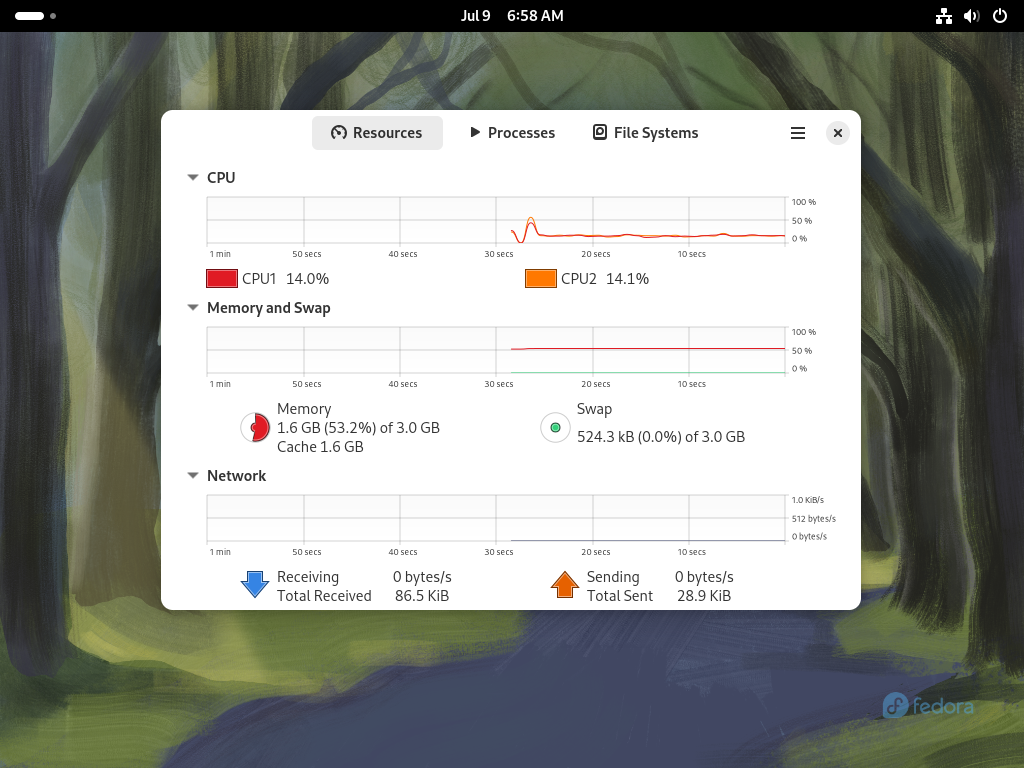 Jul 9 6:58 AM
Resources Processes File Systems
CPU
100 %
50 %
0 %
1 min 50 secs 40 secs 30 secs 20 secs 10 secs
CPU1 14.0% CPU2 14.1%
Memory and Swap
100 %
50 %
0 %
1 min 50 secs 40 secs 30 secs 20 secs 10 secs
Memory
1.6 GB (53.2%) of 3.0 GB
Cache 1.6 GB
Swap
524.3 kB (0.0%) of 3.0 GB
Network
1.0 KiB/s
512 bytes/s
0 bytes/s
1 min 50 secs 40 secs 30 secs 20 secs 10 secs
Receiving 0 bytes/s Sending 0 bytes/s
Total Received 86.5 KiB Total Sent 28.9 KiB
fedora